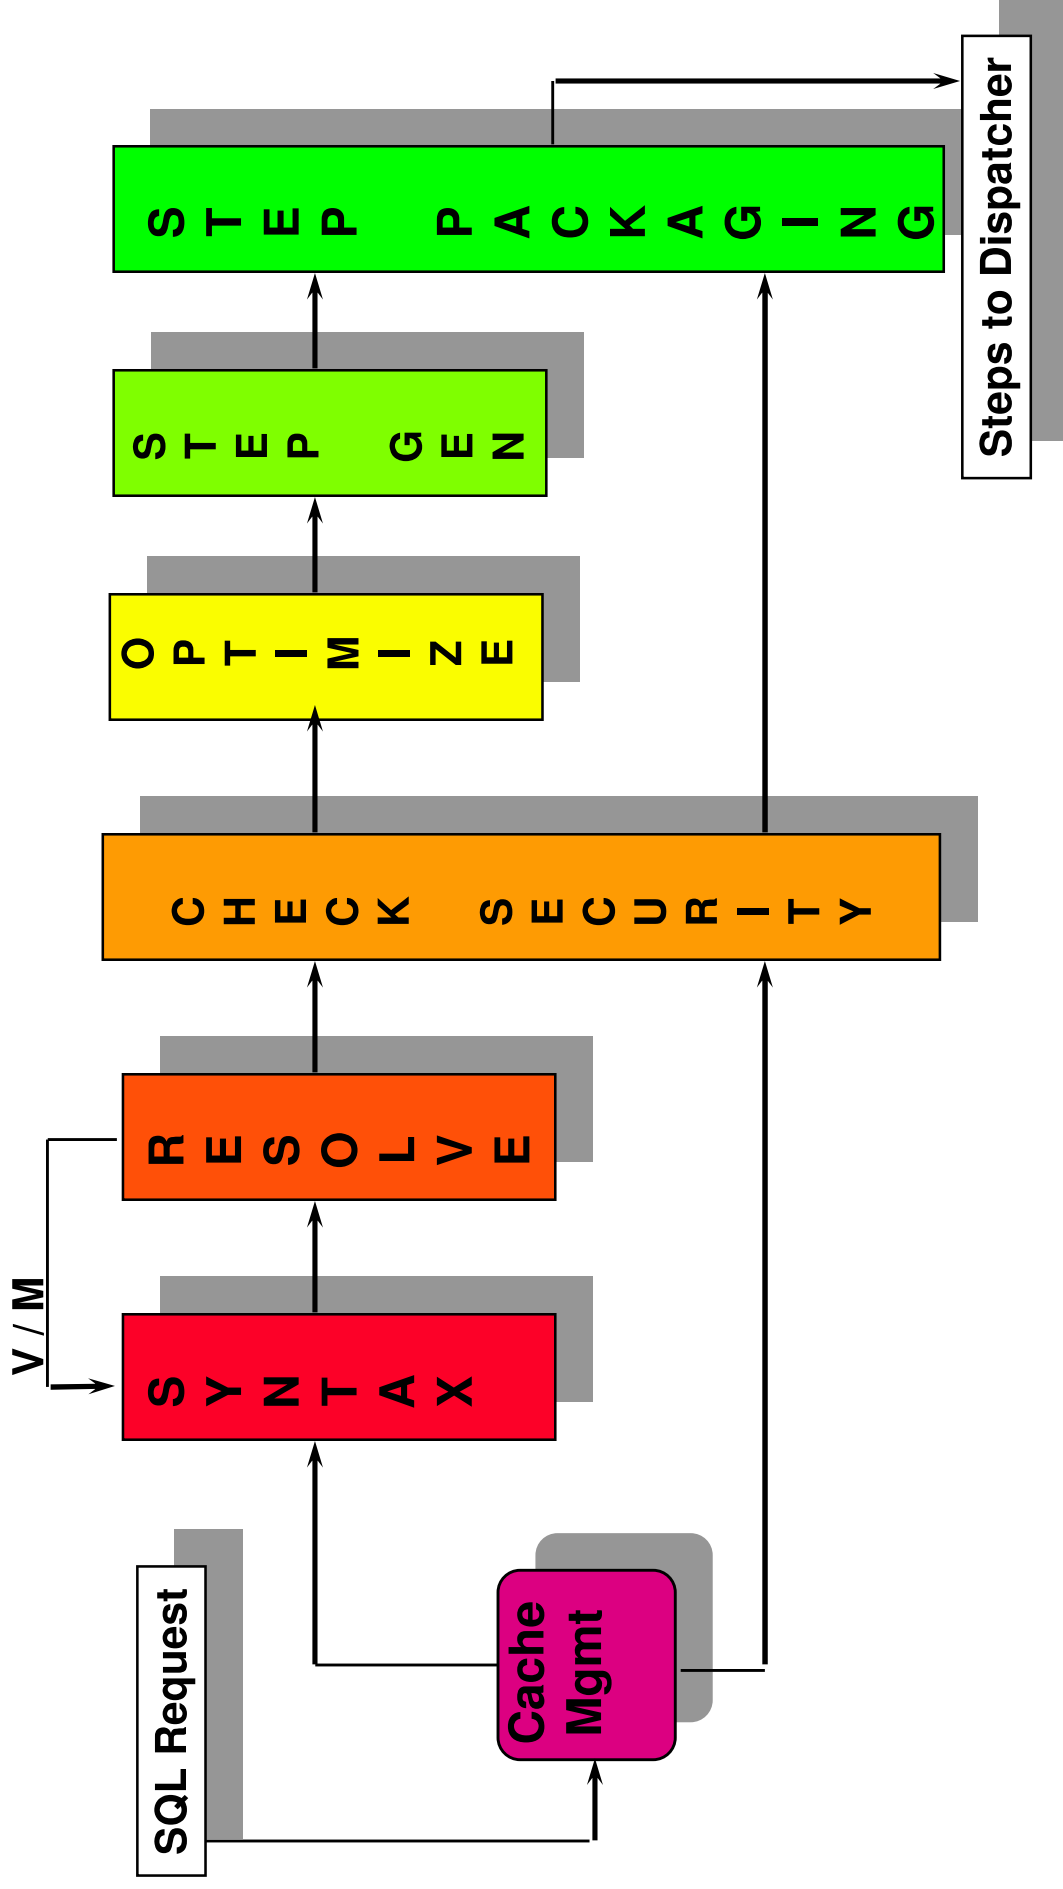 SQL Request
Cache
Mgmt
V / M
SYNTAX
RESOLVE
CHECK SECURITY
OPTIMIZE
STEP GEN
STEP PACKAGING
Steps to Dispatcher